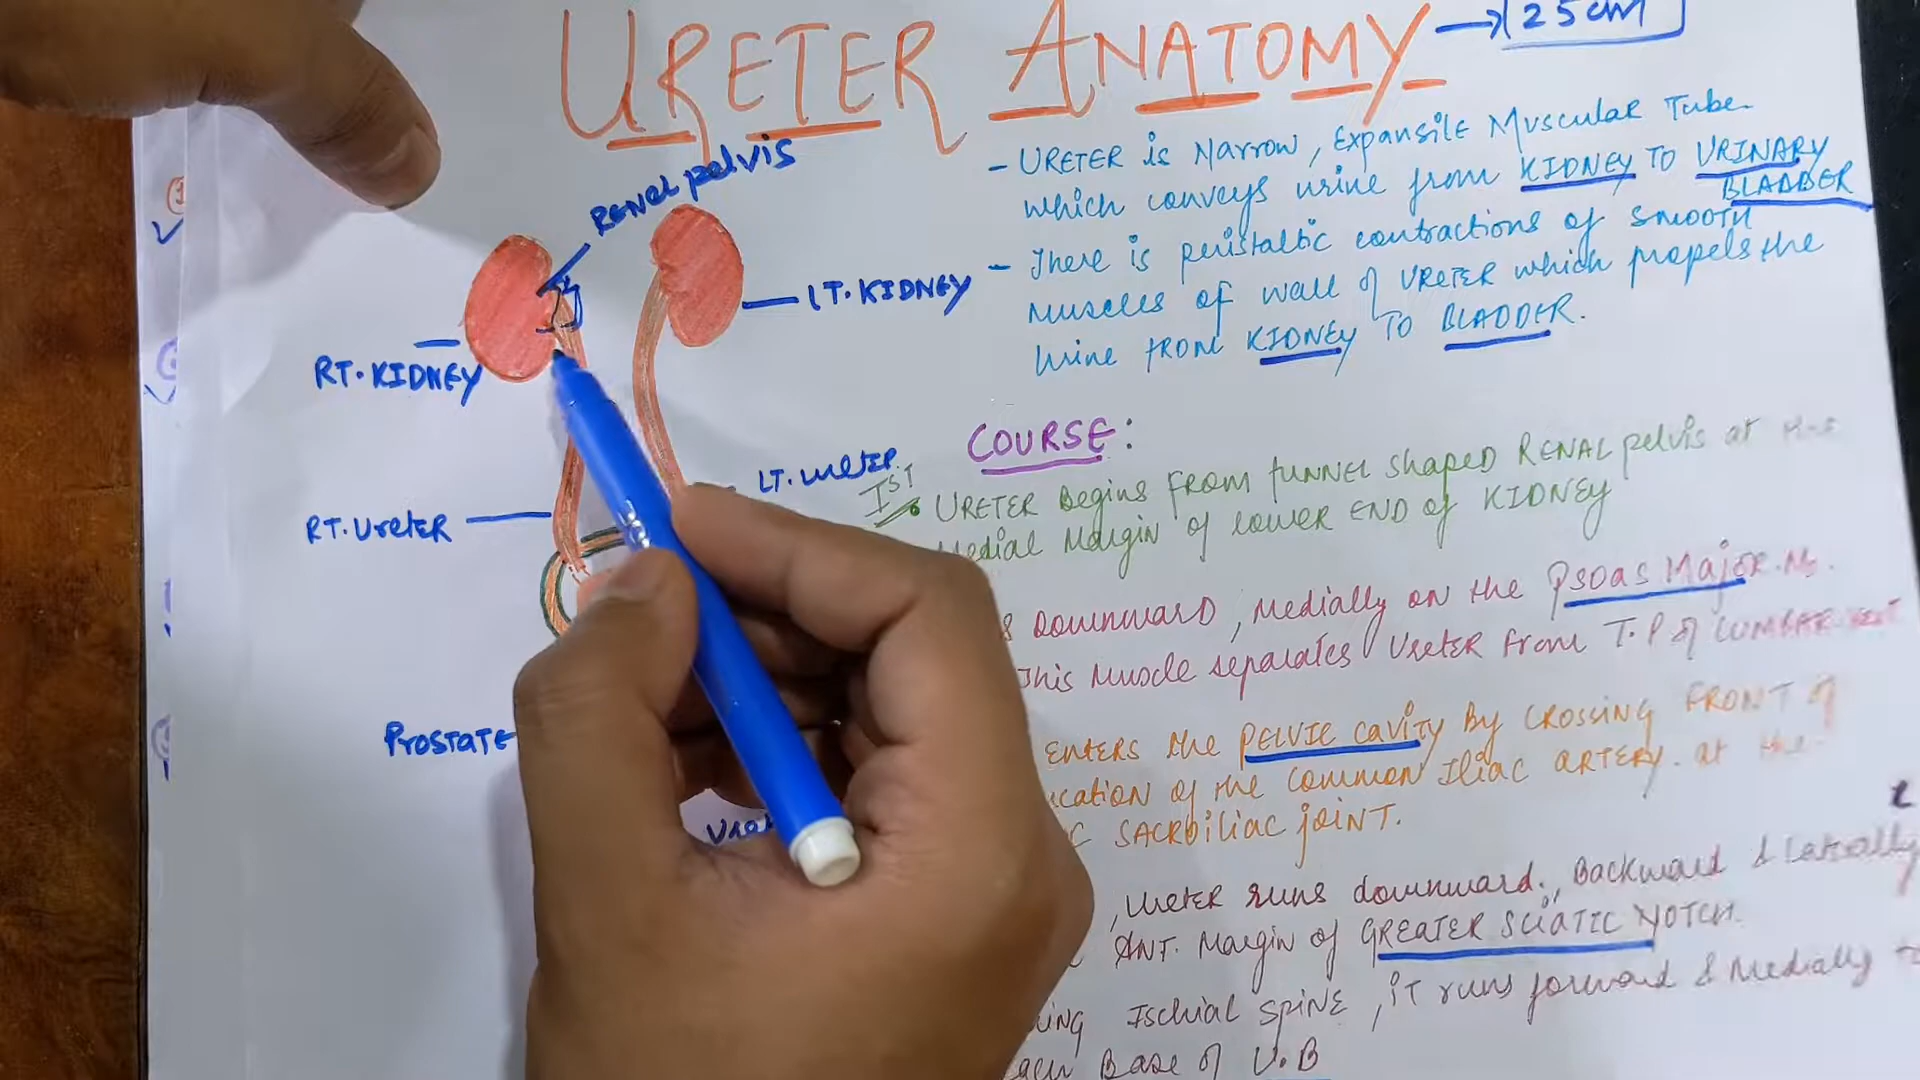 URETER ANATOMY → 25cm
Renal pelvis
LT. KIDNEY
RT. KIDNEY
LT. ureter
RT. Ureter
Prostate
- URETER is Narrow, Expansile Muscular Tube
which conveys urine from KIDNEY TO URINARY
BLADDER
- There is peristaltic contractions of smooth
muscles of wall of URETER which propels the
urine from KIDNEY TO BLADDER.
COURSE:
IST
URETER Begins From funnel shaped RENAL pelvis at the
Medial Margin of lower END of KIDNEY
Downward, Medially on the Psoas Major. Ms.
This Muscle separates Ureter from T.P of LUMBAR vert
Enters the PELVIC cavity By crossing FRONT of
of the common Iliac ARTERY. at the
SACROiliac joint.
, Ureter runs downward, Backward & Laterally
ANT. Margin of GREATER SCIATIC NOTCH.
Ischial Spine, it runs forward & Medially to
Base of U.B